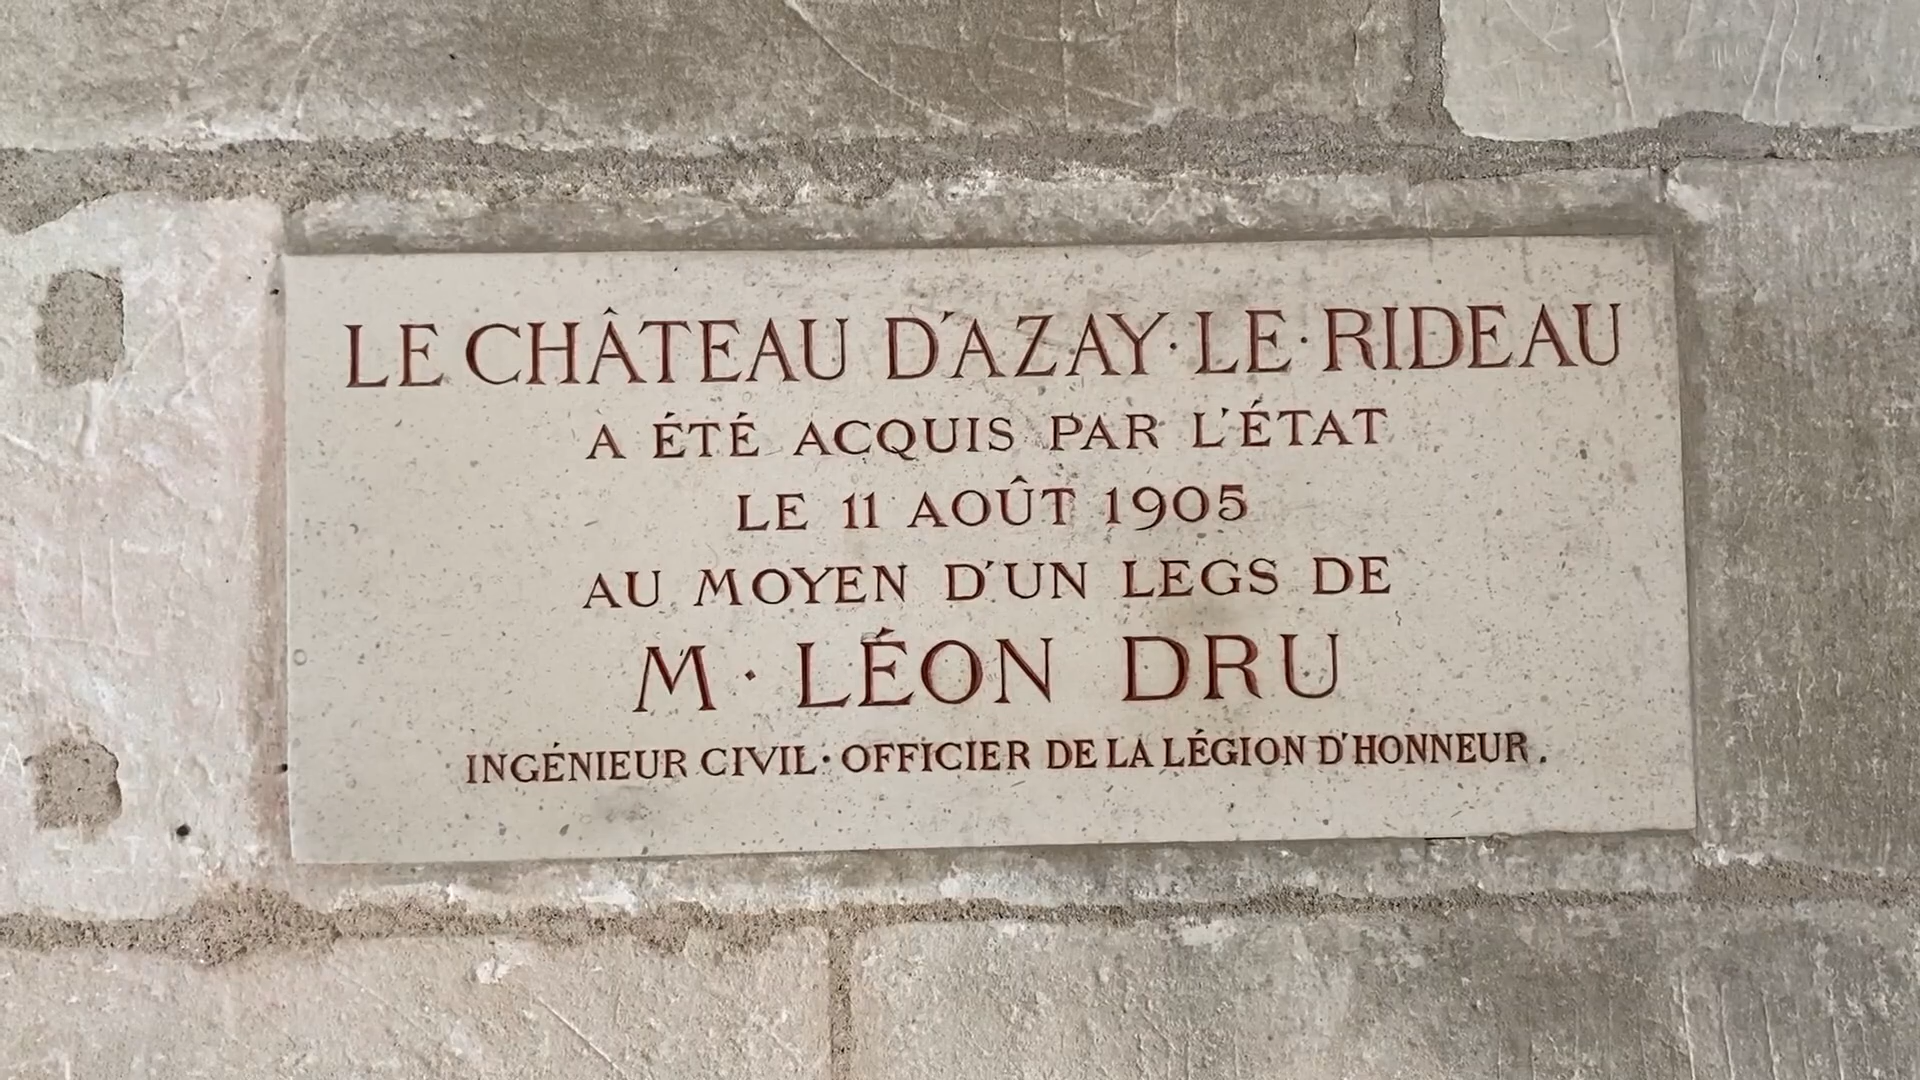 LE CHÂTEAU D'AZAY·LE·RIDEAU
A ÉTÉ ACQUIS PAR L'ÉTAT
LE 11 AOÛT 1905
AU MOYEN D'UN LEGS DE
M · LÉON DRU
INGÉNIEUR CIVIL · OFFICIER DE LA LÉGION D'HONNEUR.